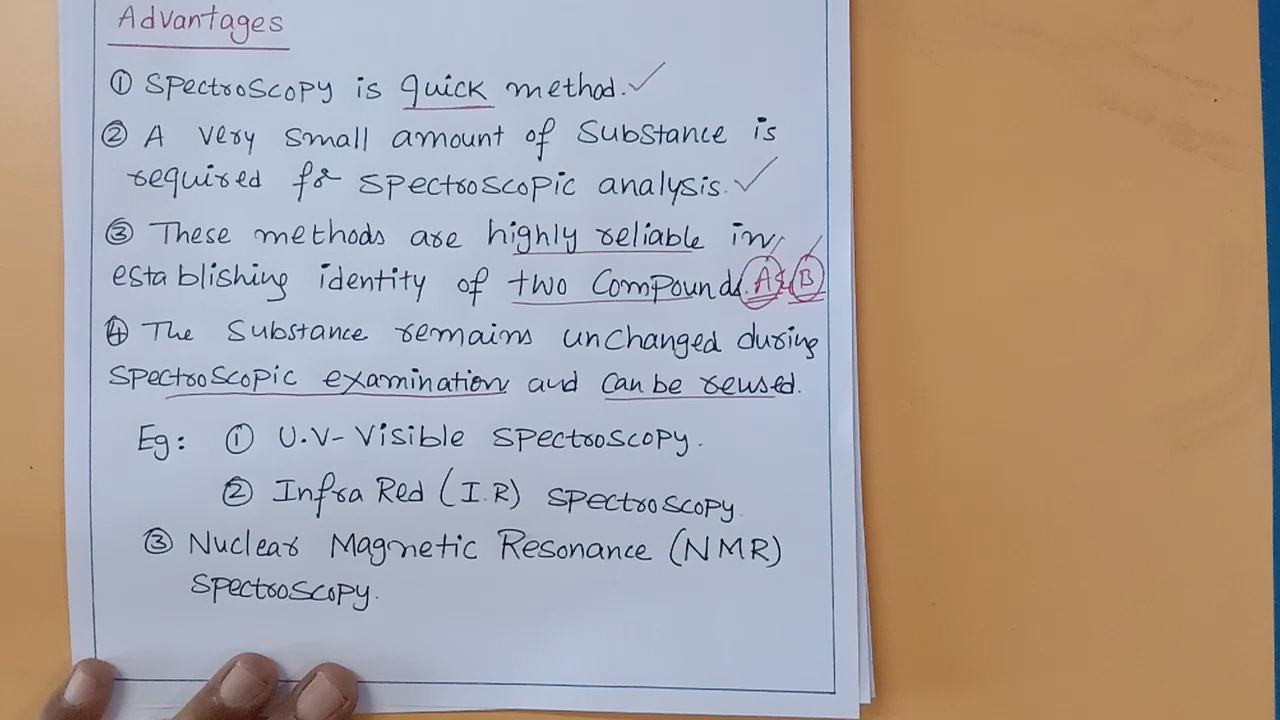 Advantages
① Spectroscopy is quick method. ✓
② A very small amount of Substance is
required for spectroscopic analysis. ✓
③ These methods are highly reliable in
establishing identity of two Compounds. A & B
④ The Substance remains unchanged during
Spectroscopic examination and can be reused.
Eg: ① U.V-Visible Spectroscopy.
② Infra Red (I.R) Spectroscopy.
③ Nuclear Magnetic Resonance (NMR)
Spectroscopy.